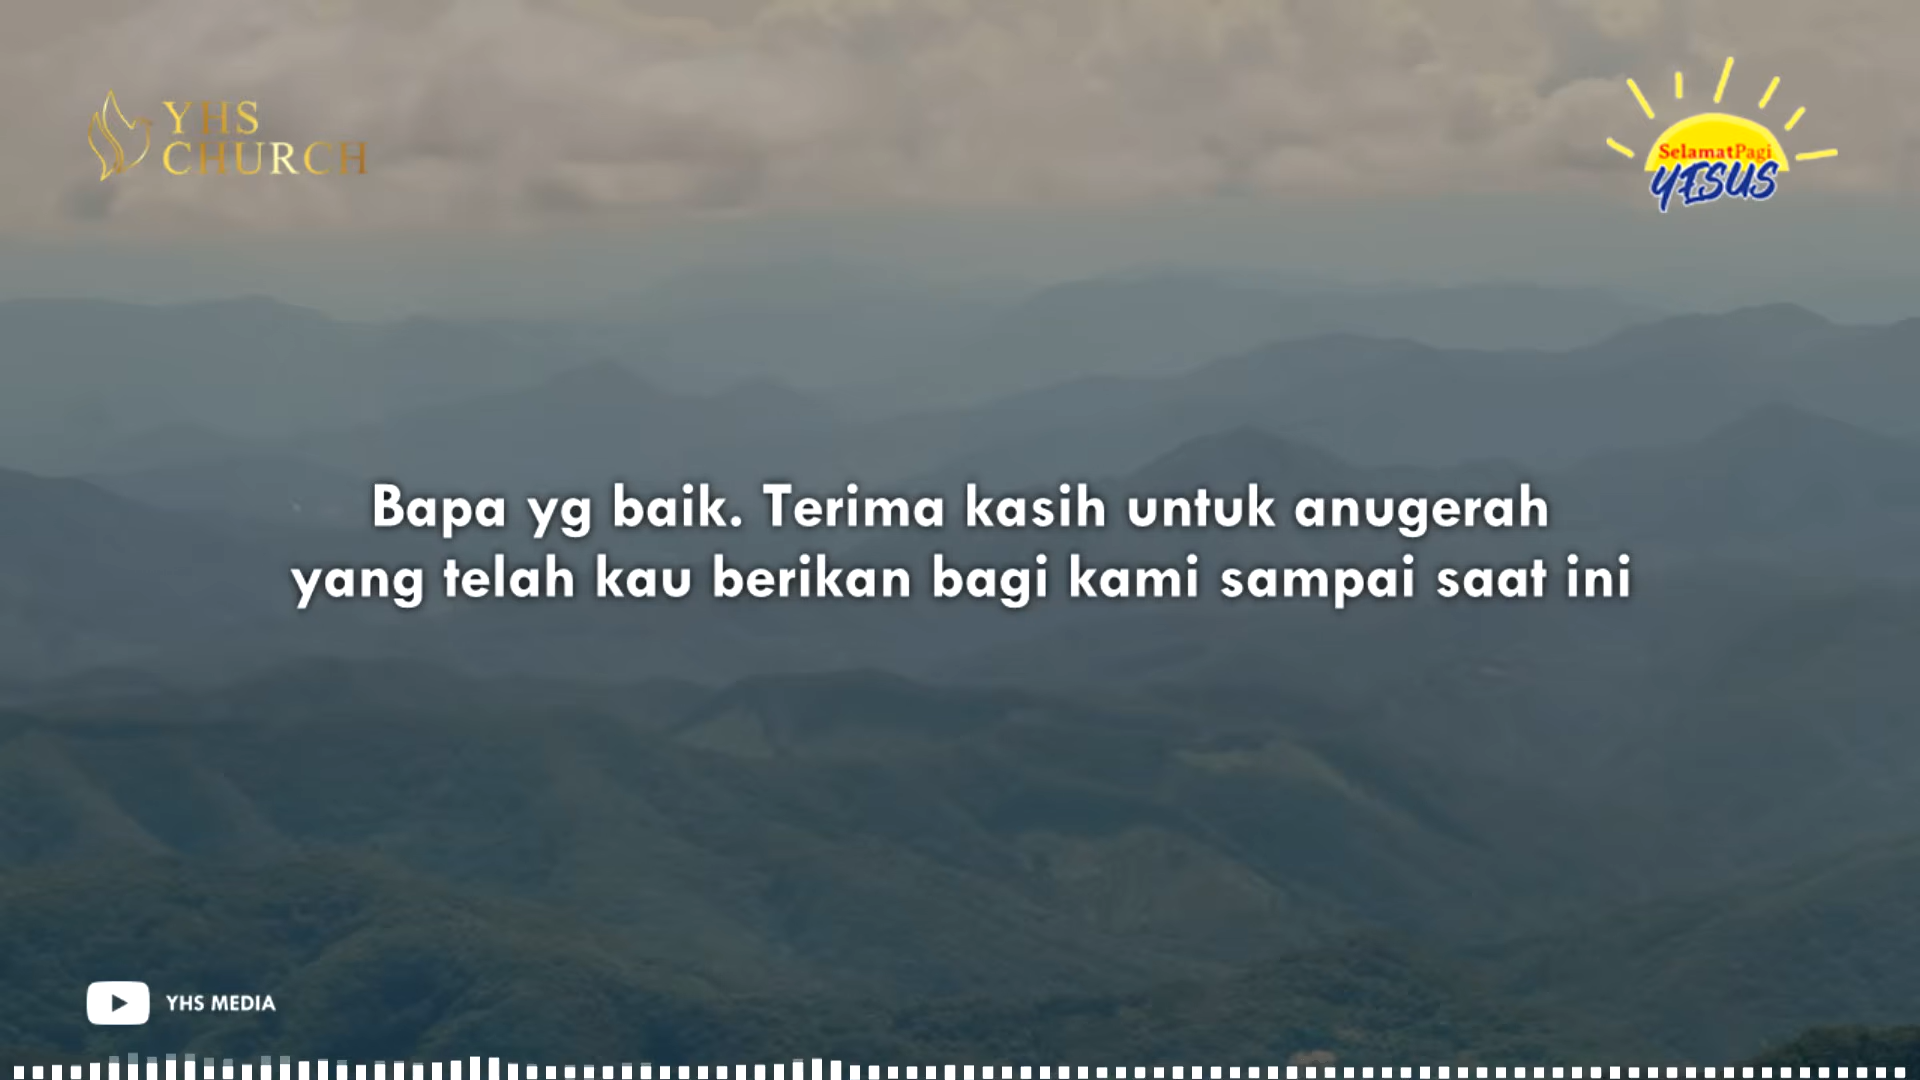 YHS
CHURCH
SelamatPagi
YESUS
Bapa yg baik. Terima kasih untuk anugerah
yang telah kau berikan bagi kami sampai saat ini
YHS MEDIA